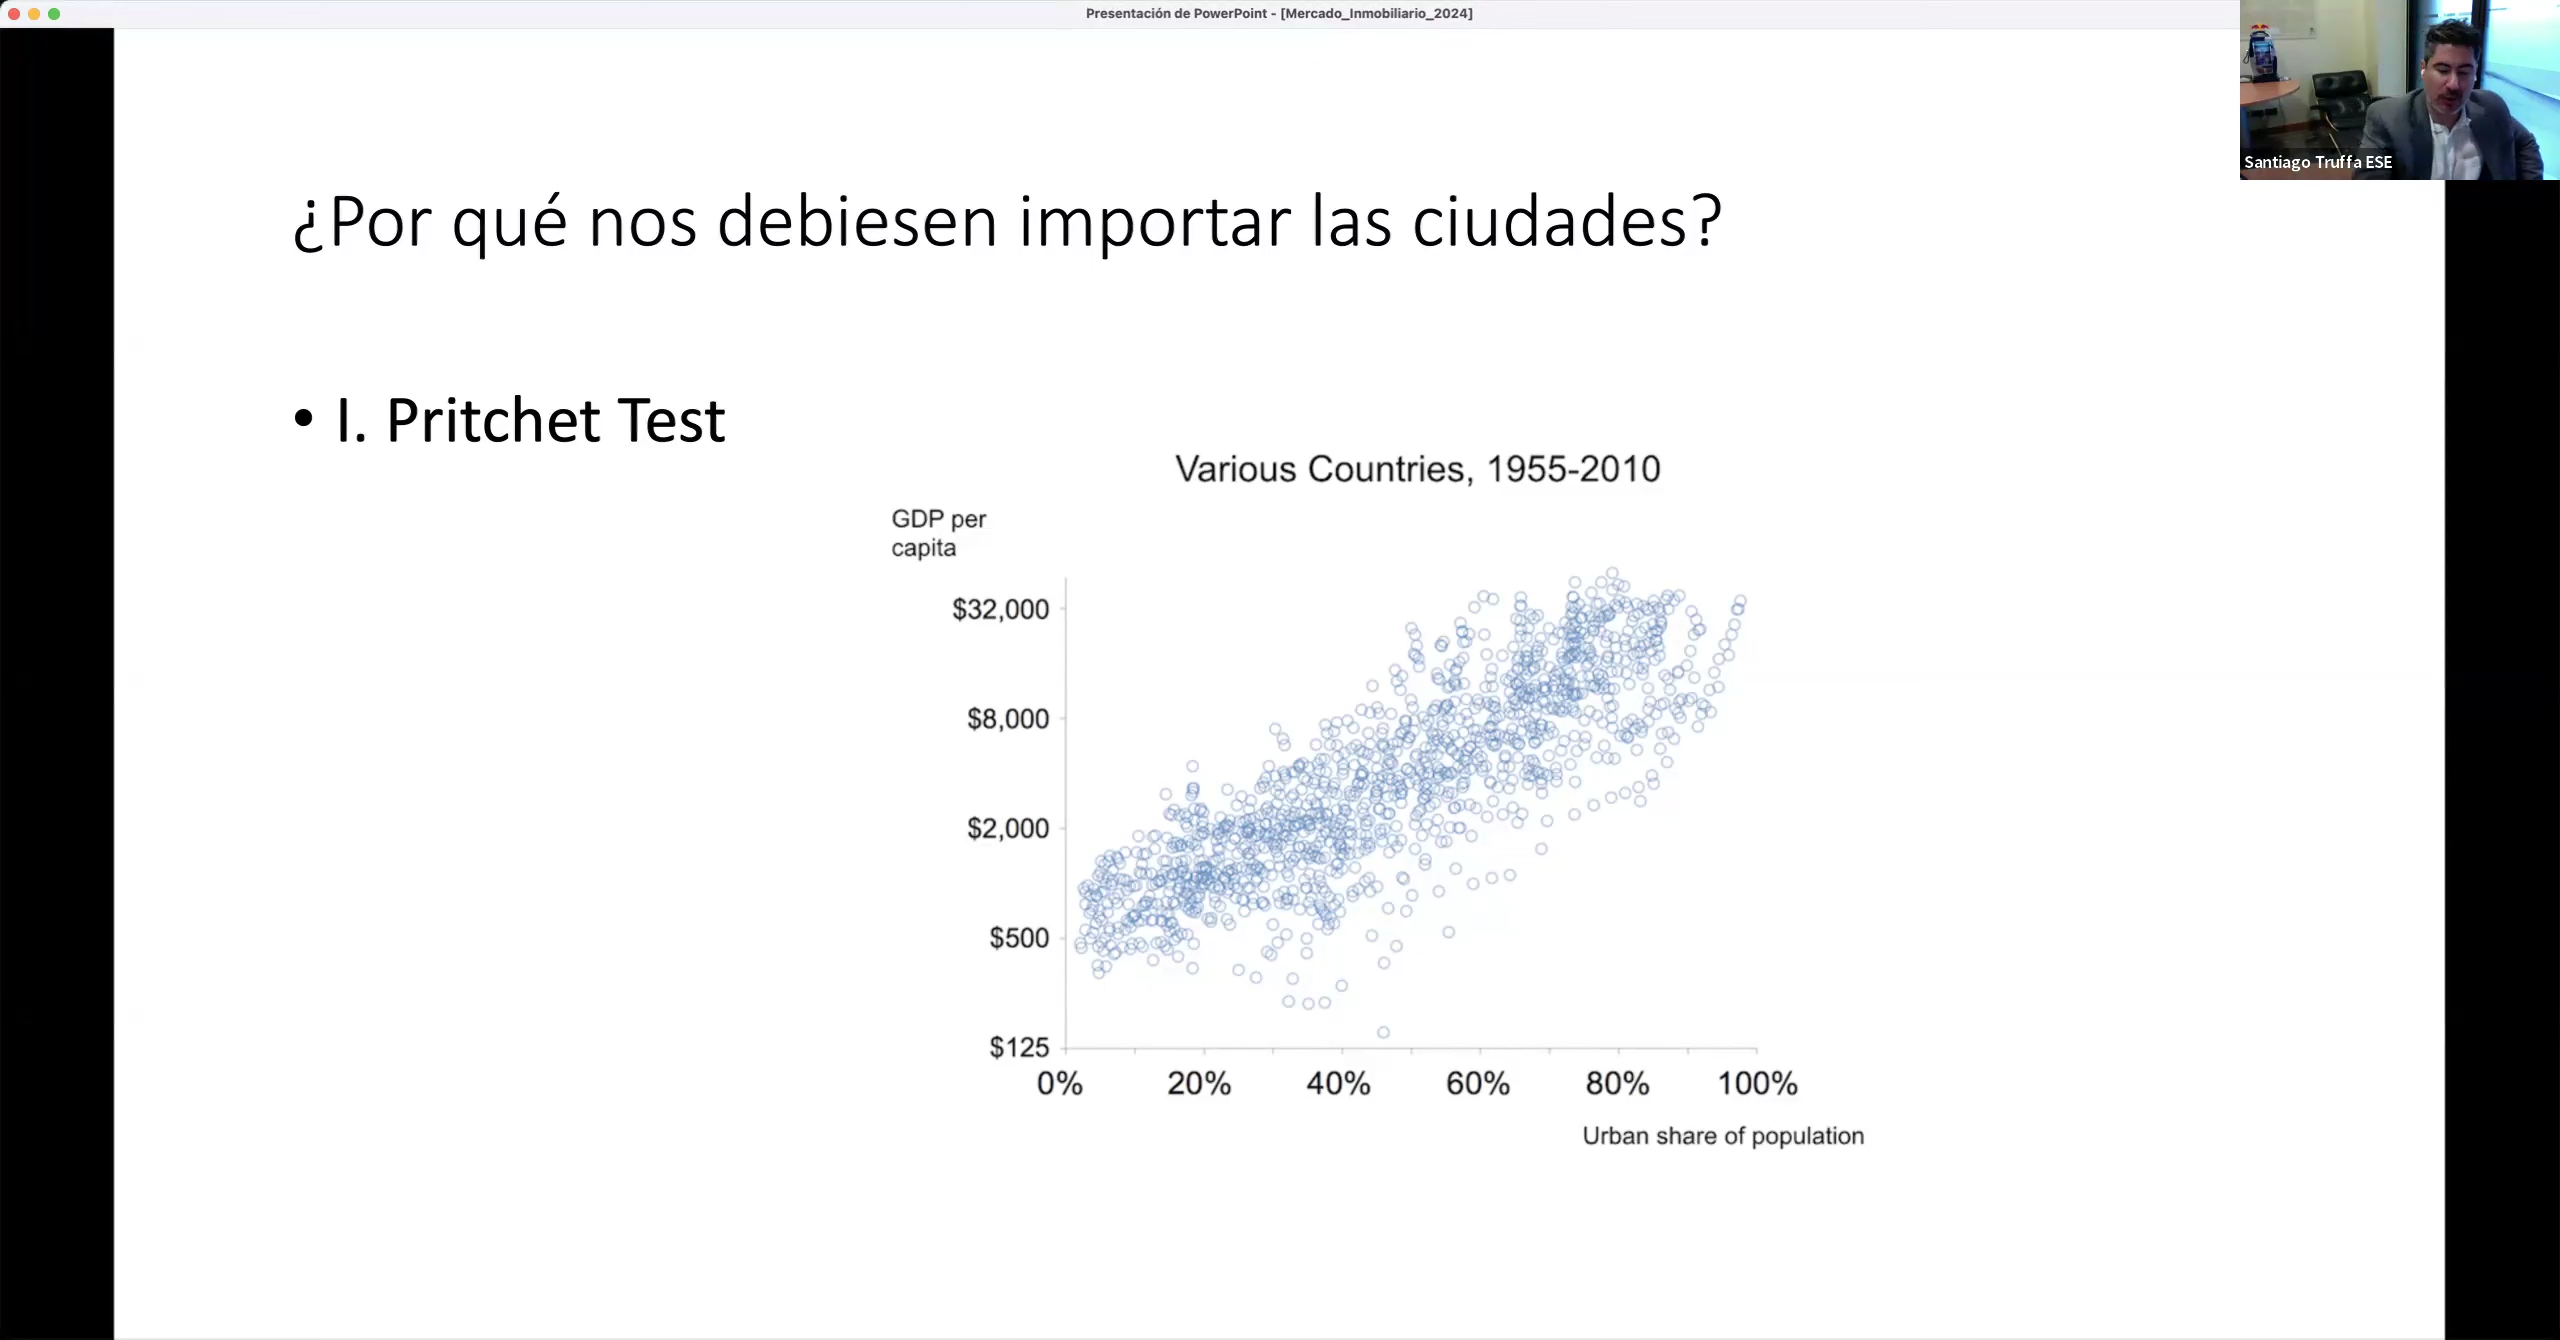 Presentación de PowerPoint - [Mercado_Inmobiliario_2024]
Santiago Truffa ESE
¿Por qué nos debiesen importar las ciudades?
• I. Pritchet Test
Various Countries, 1955-2010
GDP per
capita
$32,000
$8,000
$2,000
$500
$125
0% 20% 40% 60% 80% 100%
Urban share of population